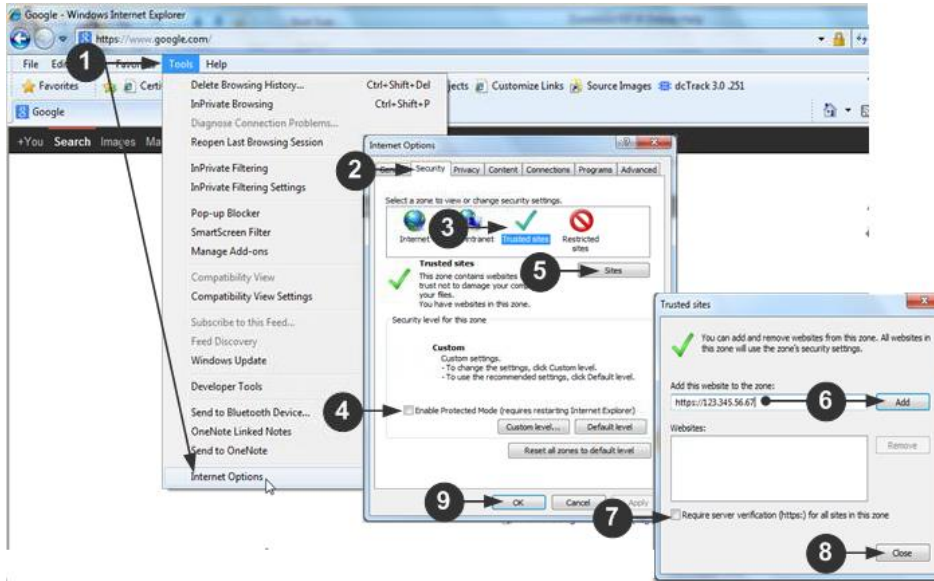 Google - Windows Internet Explorer
https://www.google.com/
File Tools Help
Favorites Customize Links Source Images dcTrack 3.0 .251
Google
+You Search Images
1
Delete Browsing History... Ctrl+Shift+Del
InPrivate Browsing Ctrl+Shift+P
Diagnose Connection Problems...
Reopen Last Browsing Session
InPrivate Filtering
InPrivate Filtering Settings
Pop-up Blocker
SmartScreen Filter
Manage Add-ons
Compatibility View
Compatibility View Settings
Subscribe to this Feed...
Feed Discovery
Windows Update
Developer Tools
Send to Bluetooth Device...
OneNote Linked Notes
Send to OneNote
Internet Options
Internet Options
2
Security Privacy Content Connections Programs Advanced
Select a zone to view or change security settings.
3
Internet Trusted sites Restricted
sites
Trusted sites
5
Sites
This zone contains websites
trust not to damage your
your files.
You have websites in this zone.
Security level for this zone
Custom
Custom settings.
- To change the settings, click Custom level.
- To use the recommended settings, click Default level.
4
Enable Protected Mode (requires restarting Internet Explorer)
Custom level... Default level
Reset all zones to default level
9
OK Cancel Apply
Trusted sites
You can add and remove websites from this zone. All websites in
this zone will use the zone's security settings.
Add this website to the zone:
https://123.345.56.67
6
Add
Websites:
Remove
7
Require server verification (https:) for all sites in this zone
8
Close